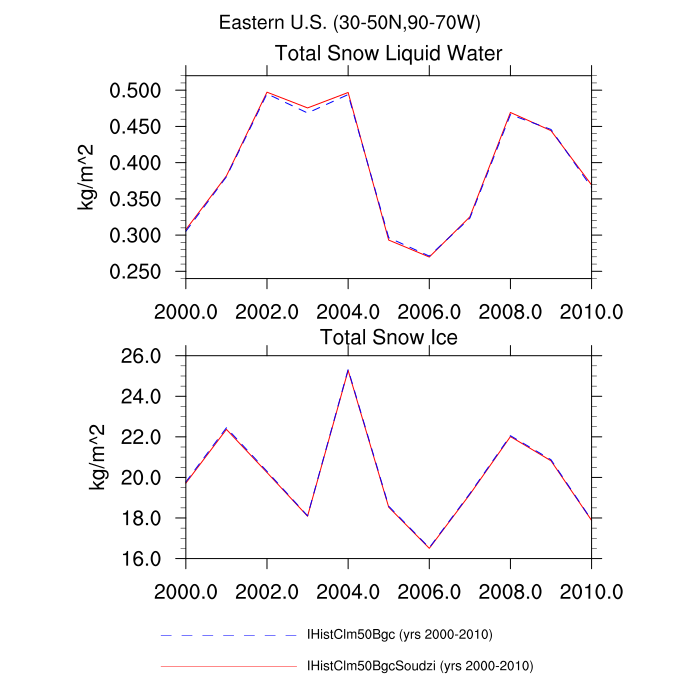 Eastern U.S. (30-50N,90-70W)
Total Snow Liquid Water
0.500
0.450
0.400
0.350
0.300
0.250
kg/m^2
2000.0 2002.0 2004.0 2006.0 2008.0 2010.0
Total Snow Ice
26.0
24.0
22.0
20.0
18.0
16.0
kg/m^2
2000.0 2002.0 2004.0 2006.0 2008.0 2010.0
IHistClm50Bgc (yrs 2000-2010)
IHistClm50BgcSoudzi (yrs 2000-2010)